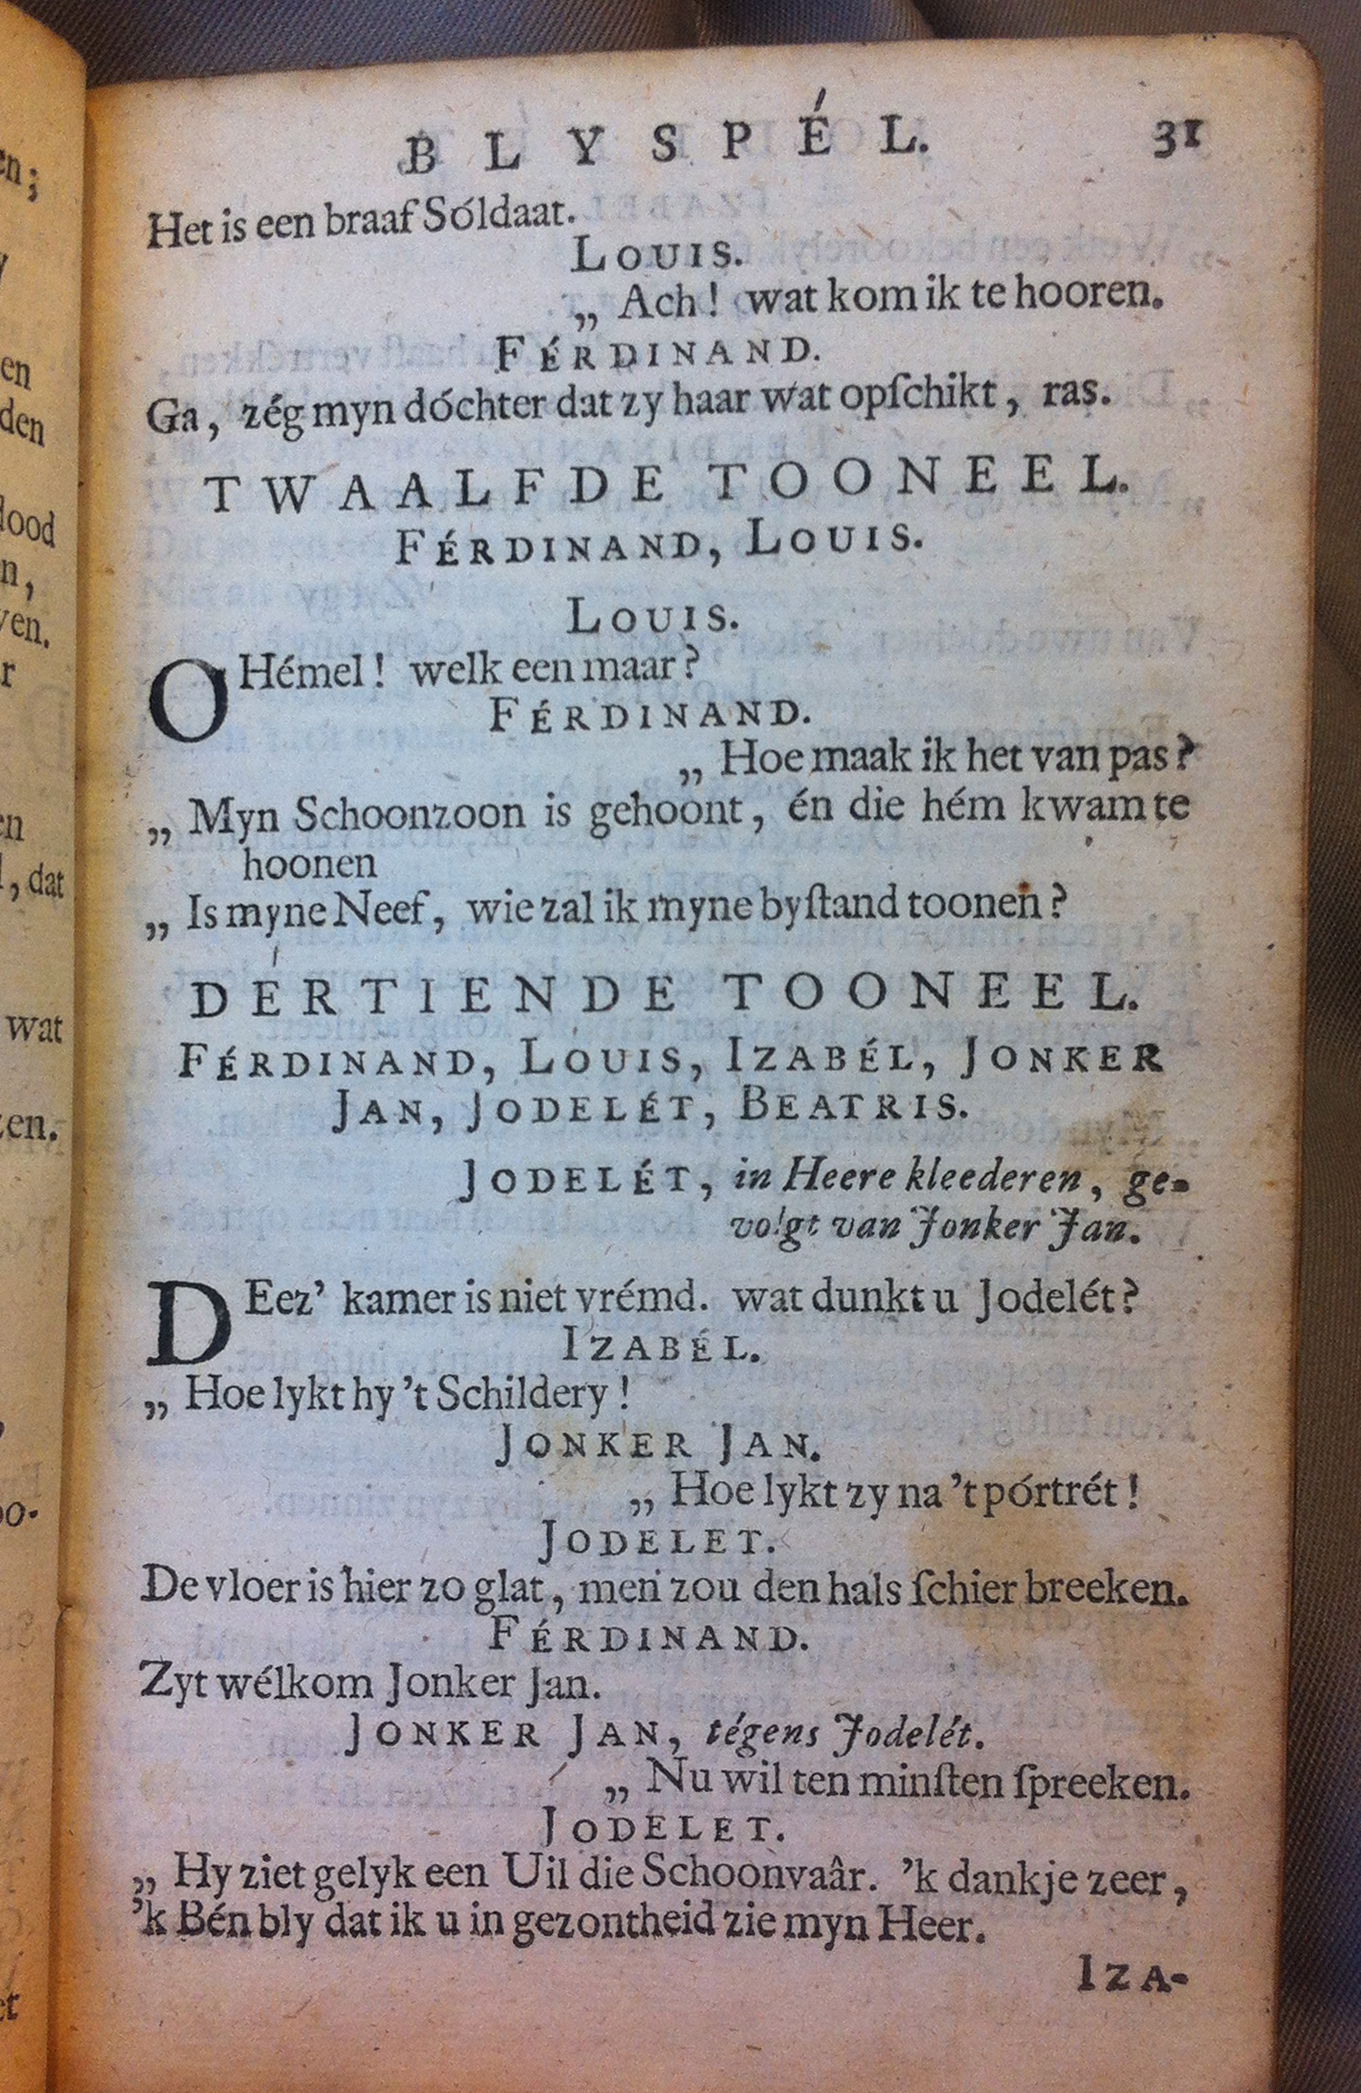 BLYSPÉL. 31
Het is een braaf Sóldaat.
LOUIS.
„ Ach! wat kom ik te hooren.
FÉRDINAND.
Ga, zég myn dóchter dat zy haar wat opſchikt, ras.
TWAALFDE TOONEEL.
FÉRDINAND, LOUIS.
LOUIS.
O Hémel! welk een maar?
FÉRDINAND.
„ Hoe maak ik het van pas?
„ Myn Schoonzoon is gehoont, én die hém kwam te
hoonen
„ Is myne Neef, wie zal ik myne byſtand toonen?
DÉRTIENDE TOONEEL.
FÉRDINAND, LOUIS, IZABÉL, JONKER
JAN, JODELÉT, BEATRIS.
JODELÉT, in Heere kleederen, ge-
volgt van Jonker Jan.
DEez' kamer is niet vrémd. wat dunkt u Jodelét?
IZABÉL.
„ Hoe lykt hy 't Schildery!
JONKER JAN.
„ Hoe lykt zy na 't pórtrét!
JODELET.
De vloer is hier zo glat, men zou den hals ſchier breeken.
FÉRDINAND.
Zyt wélkom Jonker Jan.
JONKER JAN, tégens Jodelét.
„ Nu wil ten minſten ſpreeken.
JODELET.
„ Hy ziet gelyk een Uil die Schoonvaâr. 'k dankje zeer,
'k Bén bly dat ik u in gezontheid zie myn Heer.
IZA-